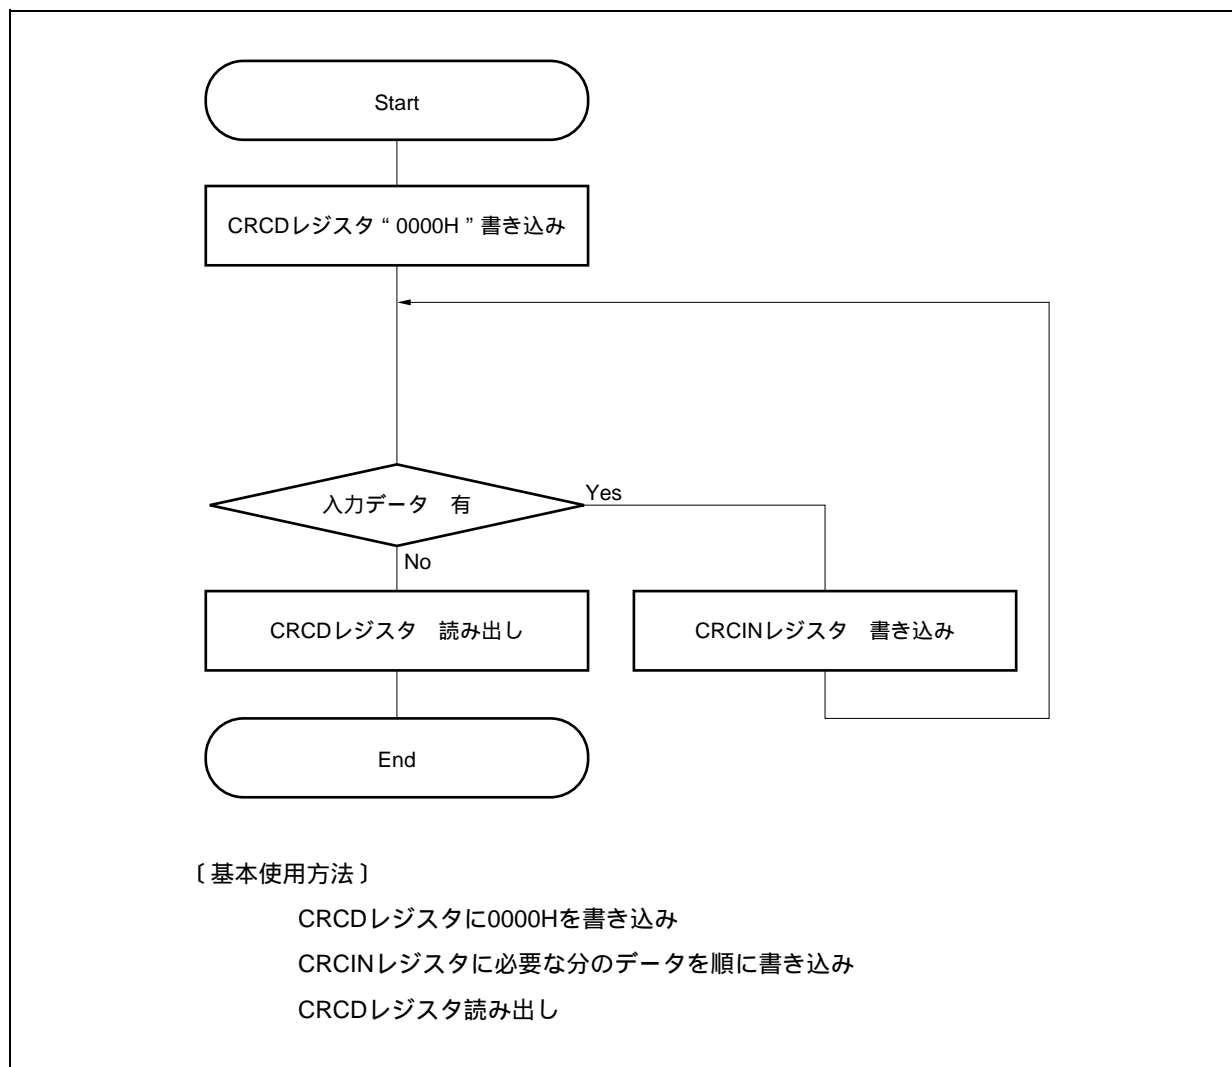 Start
CRCDレジスタ“0000H”書き込み
入力データ　有
Yes
No
CRCDレジスタ　読み出し
CRCINレジスタ　書き込み
End
〔基本使用方法〕
CRCDレジスタに0000Hを書き込み
CRCINレジスタに必要な分のデータを順に書き込み
CRCDレジスタ読み出し